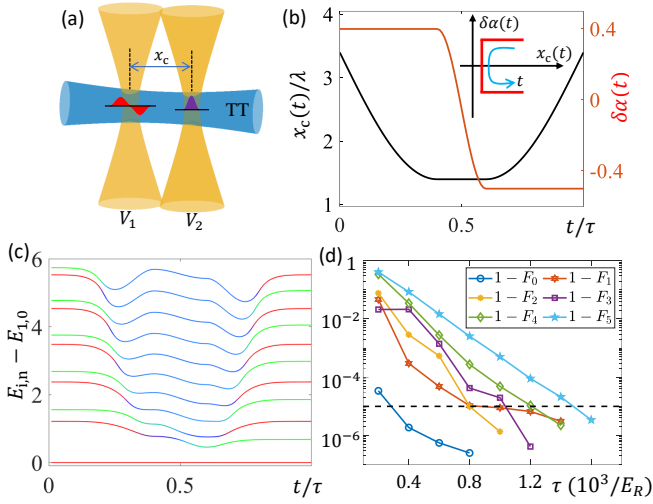 (a)
x_c
TT
V_1
V_2
(b)
δα(t)
x_c(t)
t
x_c(t)/λ
4
3
2
1
0
0.5
t/τ
0.4
0
-0.4
δα(t)
(c)
E_{i,n} − E_{1,0}
6
4
2
0
0
0.5
t/τ
(d)
1
10^{-2}
10^{-4}
10^{-6}
1 − F_0 1 − F_1
1 − F_2 1 − F_3
1 − F_4 1 − F_5
0.4 0.8 1.2
τ (10^3/E_R)